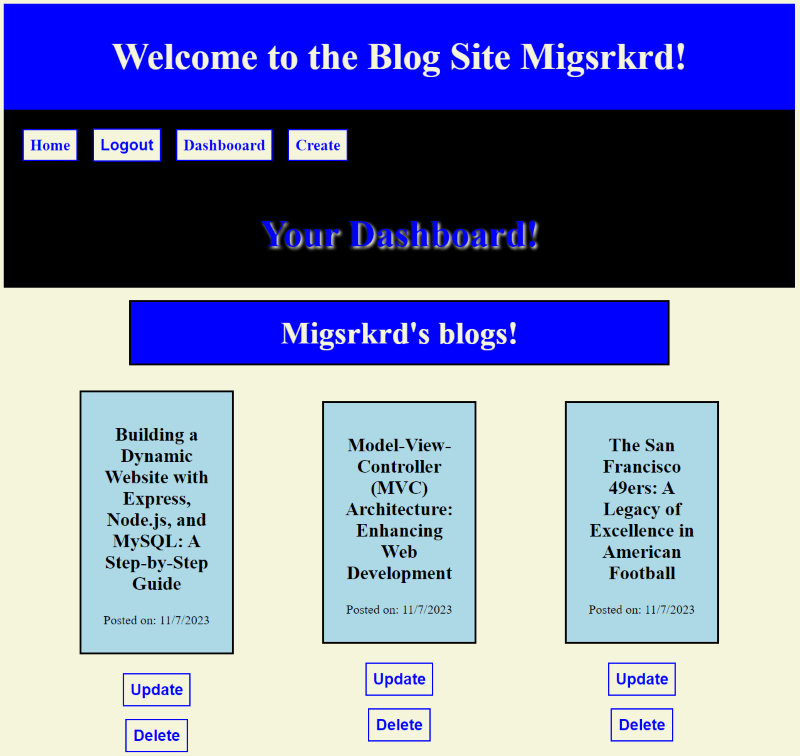 Welcome to the Blog Site Migsrkrd!
Home Logout Dashbooard Create
Your Dashboard!
Migsrkrd's blogs!
Building a
Dynamic
Website with
Express,
Node.js, and
MySQL: A
Step-by-Step
Guide
Posted on: 11/7/2023
Update
Delete
Model-View-
Controller
(MVC)
Architecture:
Enhancing
Web
Development
Posted on: 11/7/2023
Update
Delete
The San
Francisco
49ers: A
Legacy of
Excellence in
American
Football
Posted on: 11/7/2023
Update
Delete